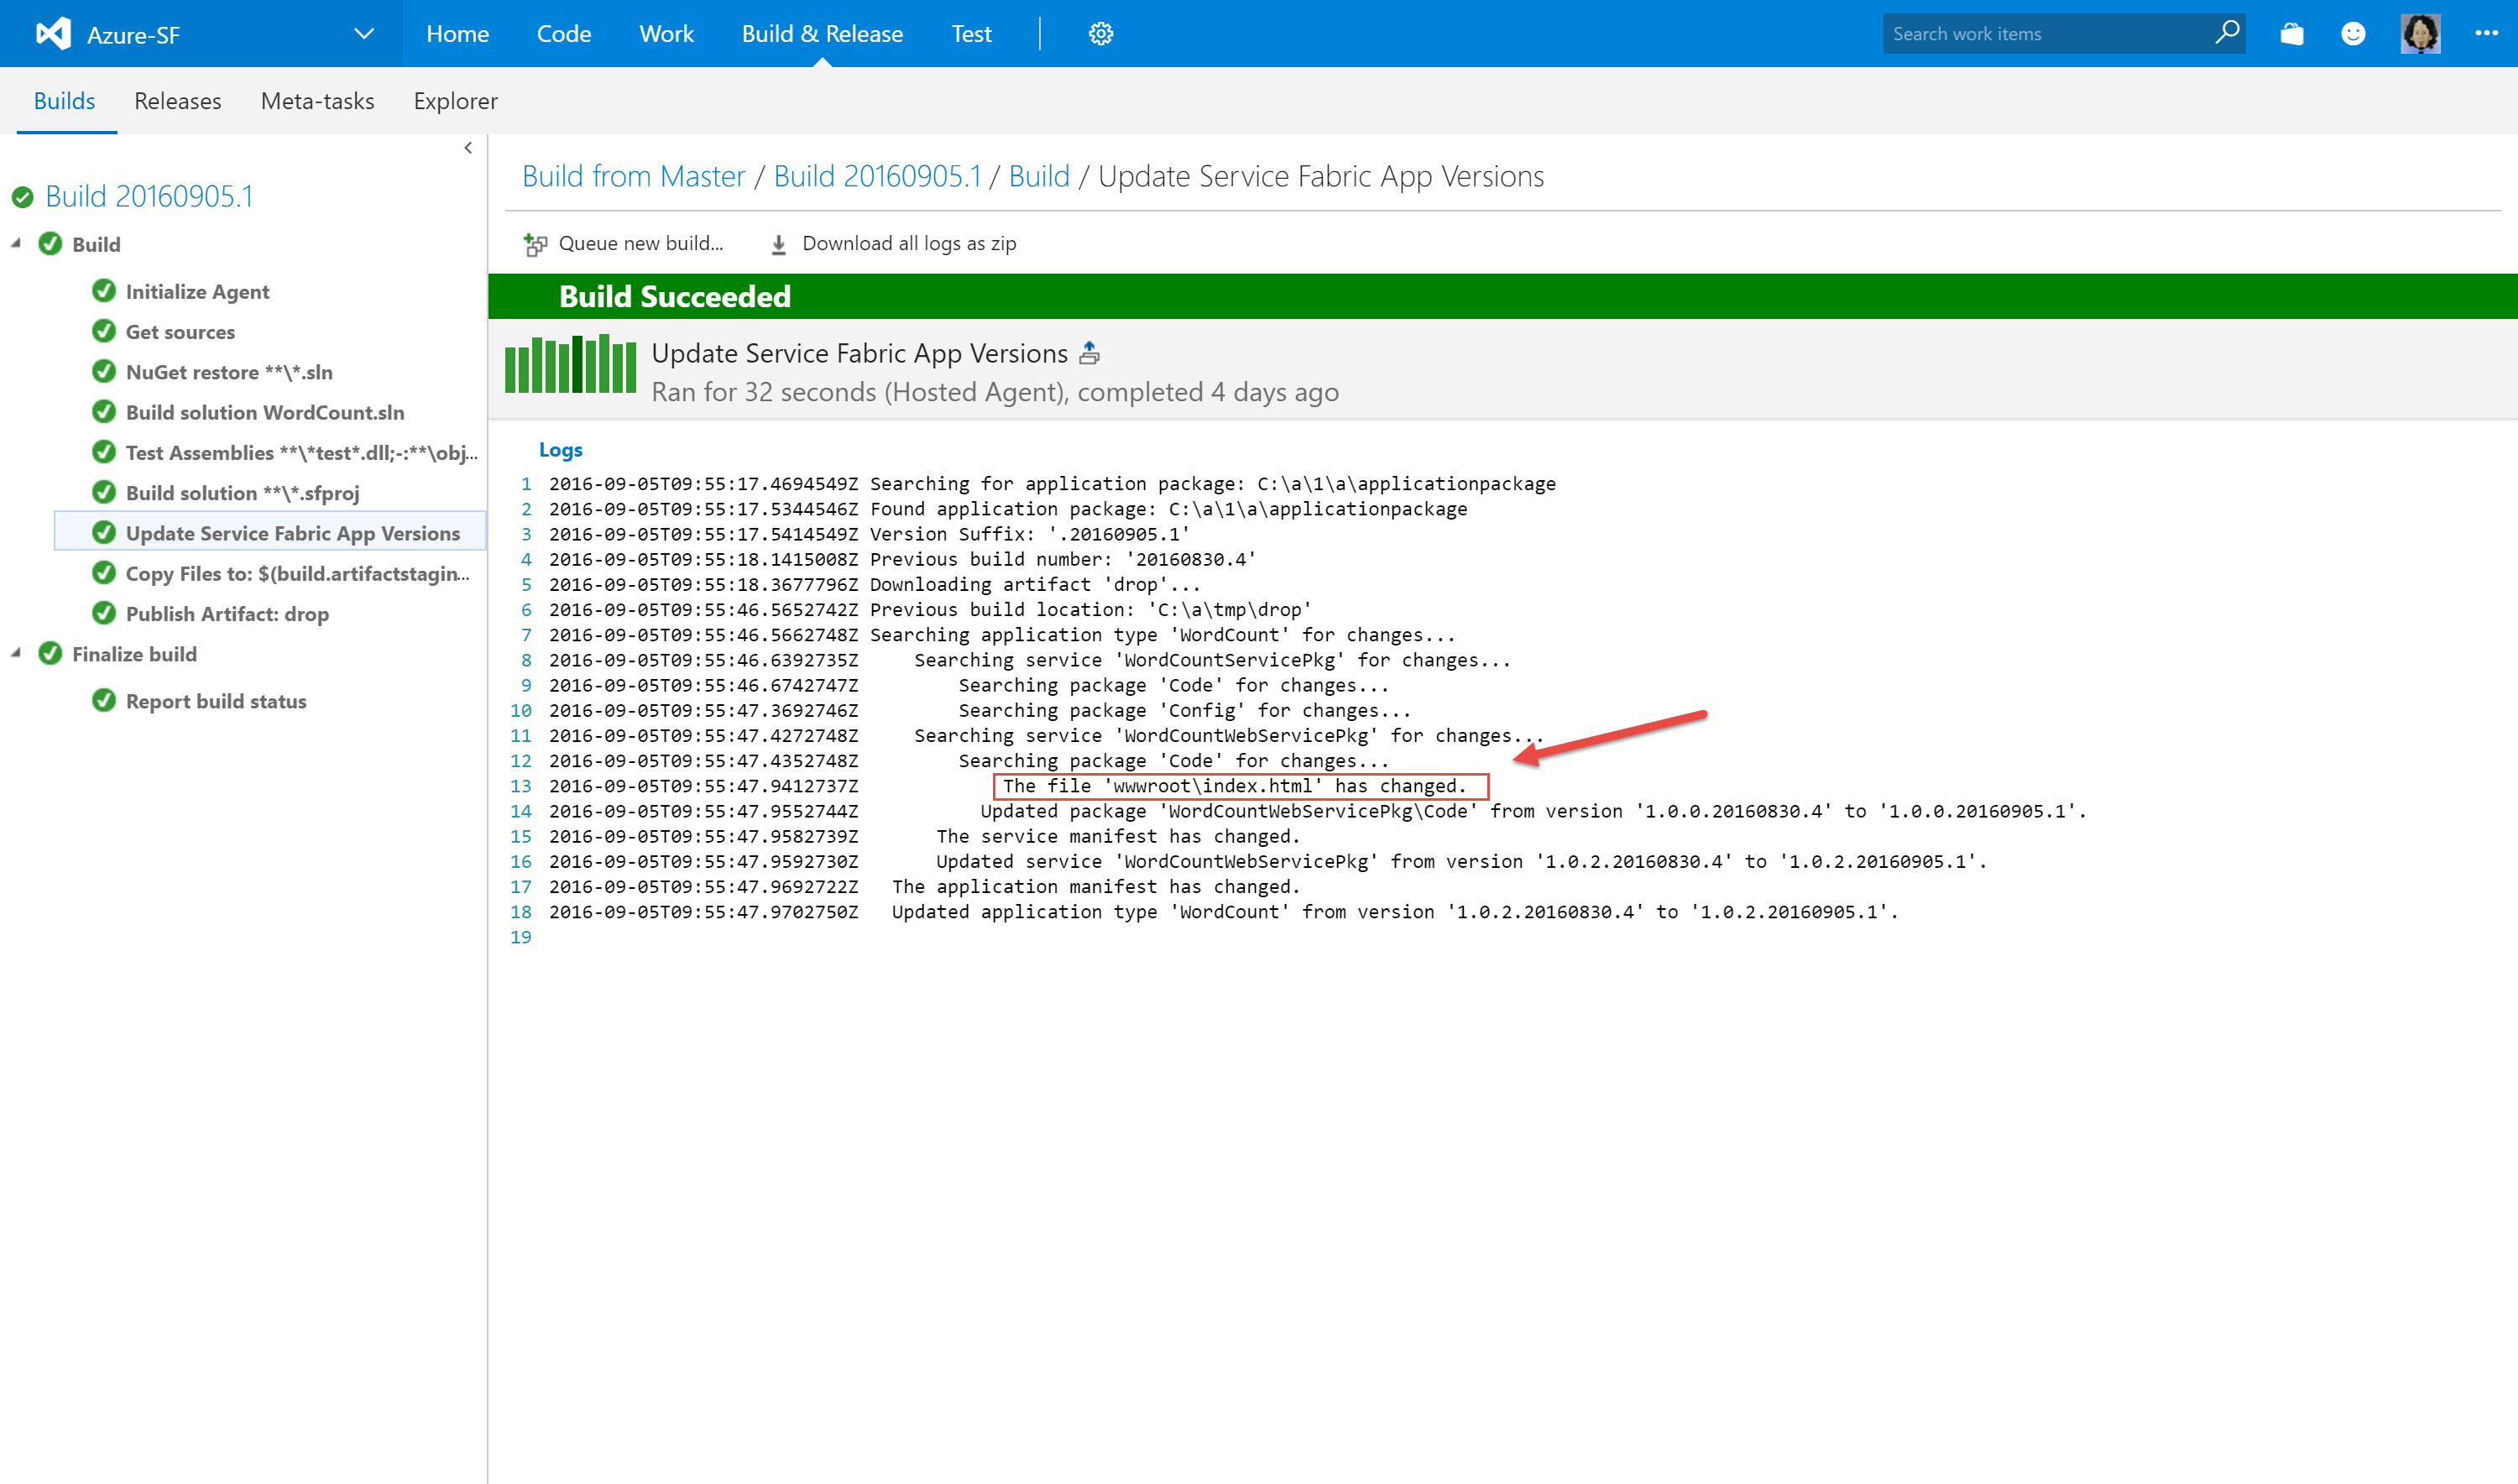 Azure-SF
Home
Code
Work
Build & Release
Test
Search work items
Builds
Releases
Meta-tasks
Explorer
Build 20160905.1
Build
Initialize Agent
Get sources
NuGet restore **\*.sln
Build solution WordCount.sln
Test Assemblies **\*test*.dll;-:**\obj...
Build solution **\*.sfproj
Update Service Fabric App Versions
Copy Files to: $(build.artifactstagin...
Publish Artifact: drop
Finalize build
Report build status
Build from Master / Build 20160905.1 / Build / Update Service Fabric App Versions
Queue new build...
Download all logs as zip
Build Succeeded
Update Service Fabric App Versions
Ran for 32 seconds (Hosted Agent), completed 4 days ago
Logs
1 2016-09-05T09:55:17.4694549Z Searching for application package: C:\a\1\a\applicationpackage
2 2016-09-05T09:55:17.5344546Z Found application package: C:\a\1\a\applicationpackage
3 2016-09-05T09:55:17.5414549Z Version Suffix: '.20160905.1'
4 2016-09-05T09:55:18.1415008Z Previous build number: '20160830.4'
5 2016-09-05T09:55:18.3677796Z Downloading artifact 'drop'...
6 2016-09-05T09:55:46.5652742Z Previous build location: 'C:\a\tmp\drop'
7 2016-09-05T09:55:46.5662748Z Searching application type 'WordCount' for changes...
8 2016-09-05T09:55:46.6392735Z Searching service 'WordCountServicePkg' for changes...
9 2016-09-05T09:55:46.6742747Z Searching package 'Code' for changes...
10 2016-09-05T09:55:47.3692746Z Searching package 'Config' for changes...
11 2016-09-05T09:55:47.4272748Z Searching service 'WordCountWebServicePkg' for changes...
12 2016-09-05T09:55:47.4352748Z Searching package 'Code' for changes...
13 2016-09-05T09:55:47.9412737Z The file 'wwwroot\index.html' has changed.
14 2016-09-05T09:55:47.9552744Z Updated package 'WordCountWebServicePkg\Code' from version '1.0.0.20160830.4' to '1.0.0.20160905.1'.
15 2016-09-05T09:55:47.9582739Z The service manifest has changed.
16 2016-09-05T09:55:47.9592730Z Updated service 'WordCountWebServicePkg' from version '1.0.2.20160830.4' to '1.0.2.20160905.1'.
17 2016-09-05T09:55:47.9692722Z The application manifest has changed.
18 2016-09-05T09:55:47.9702750Z Updated application type 'WordCount' from version '1.0.2.20160830.4' to '1.0.2.20160905.1'.
19